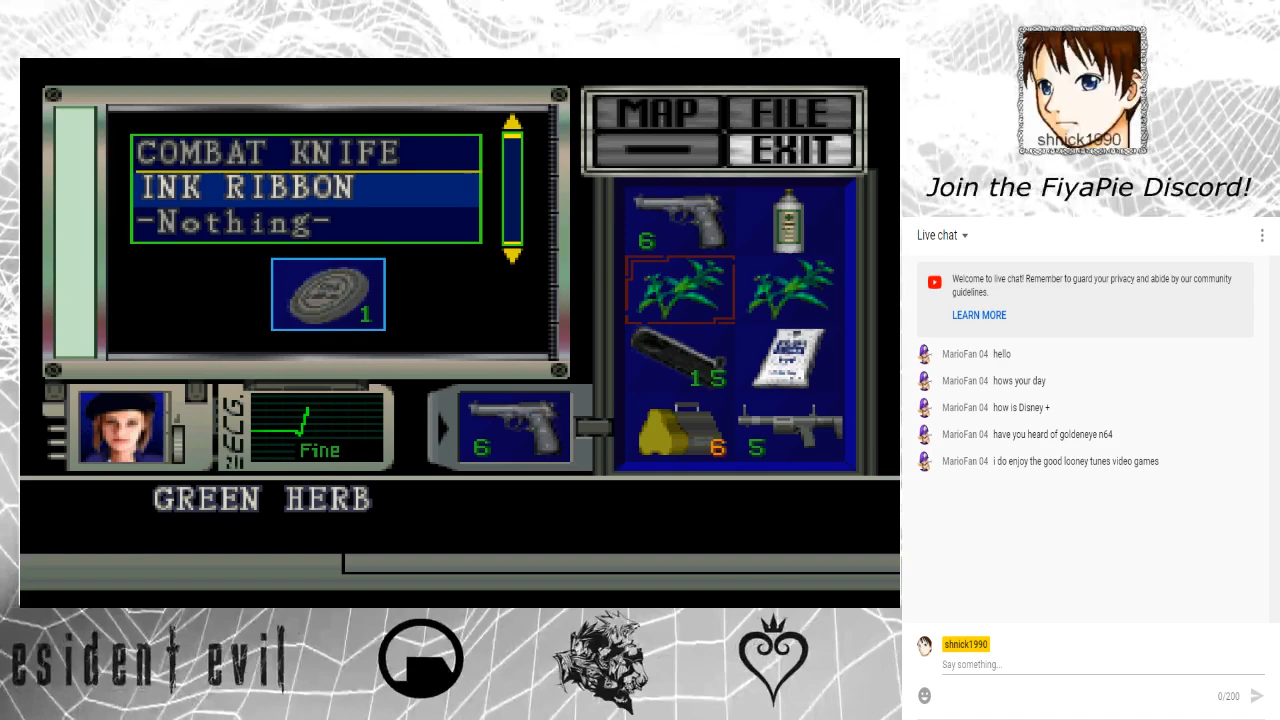 COMBAT KNIFE
INK RIBBON
-Nothing-
1
MAP
FILE
EXIT
6
15
6
5
ECG.
Fine
6
GREEN HERB
esident evil
shnick1990
Join the FiyaPie Discord!
Live chat
Welcome to live chat! Remember to guard your privacy and abide by our community
guidelines.
LEARN MORE
MarioFan 04 hello
MarioFan 04 hows your day
MarioFan 04 how is Disney +
MarioFan 04 have you heard of goldeneye n64
MarioFan 04 i do enjoy the good looney tunes video games
shnick1990
Say something...
0/200